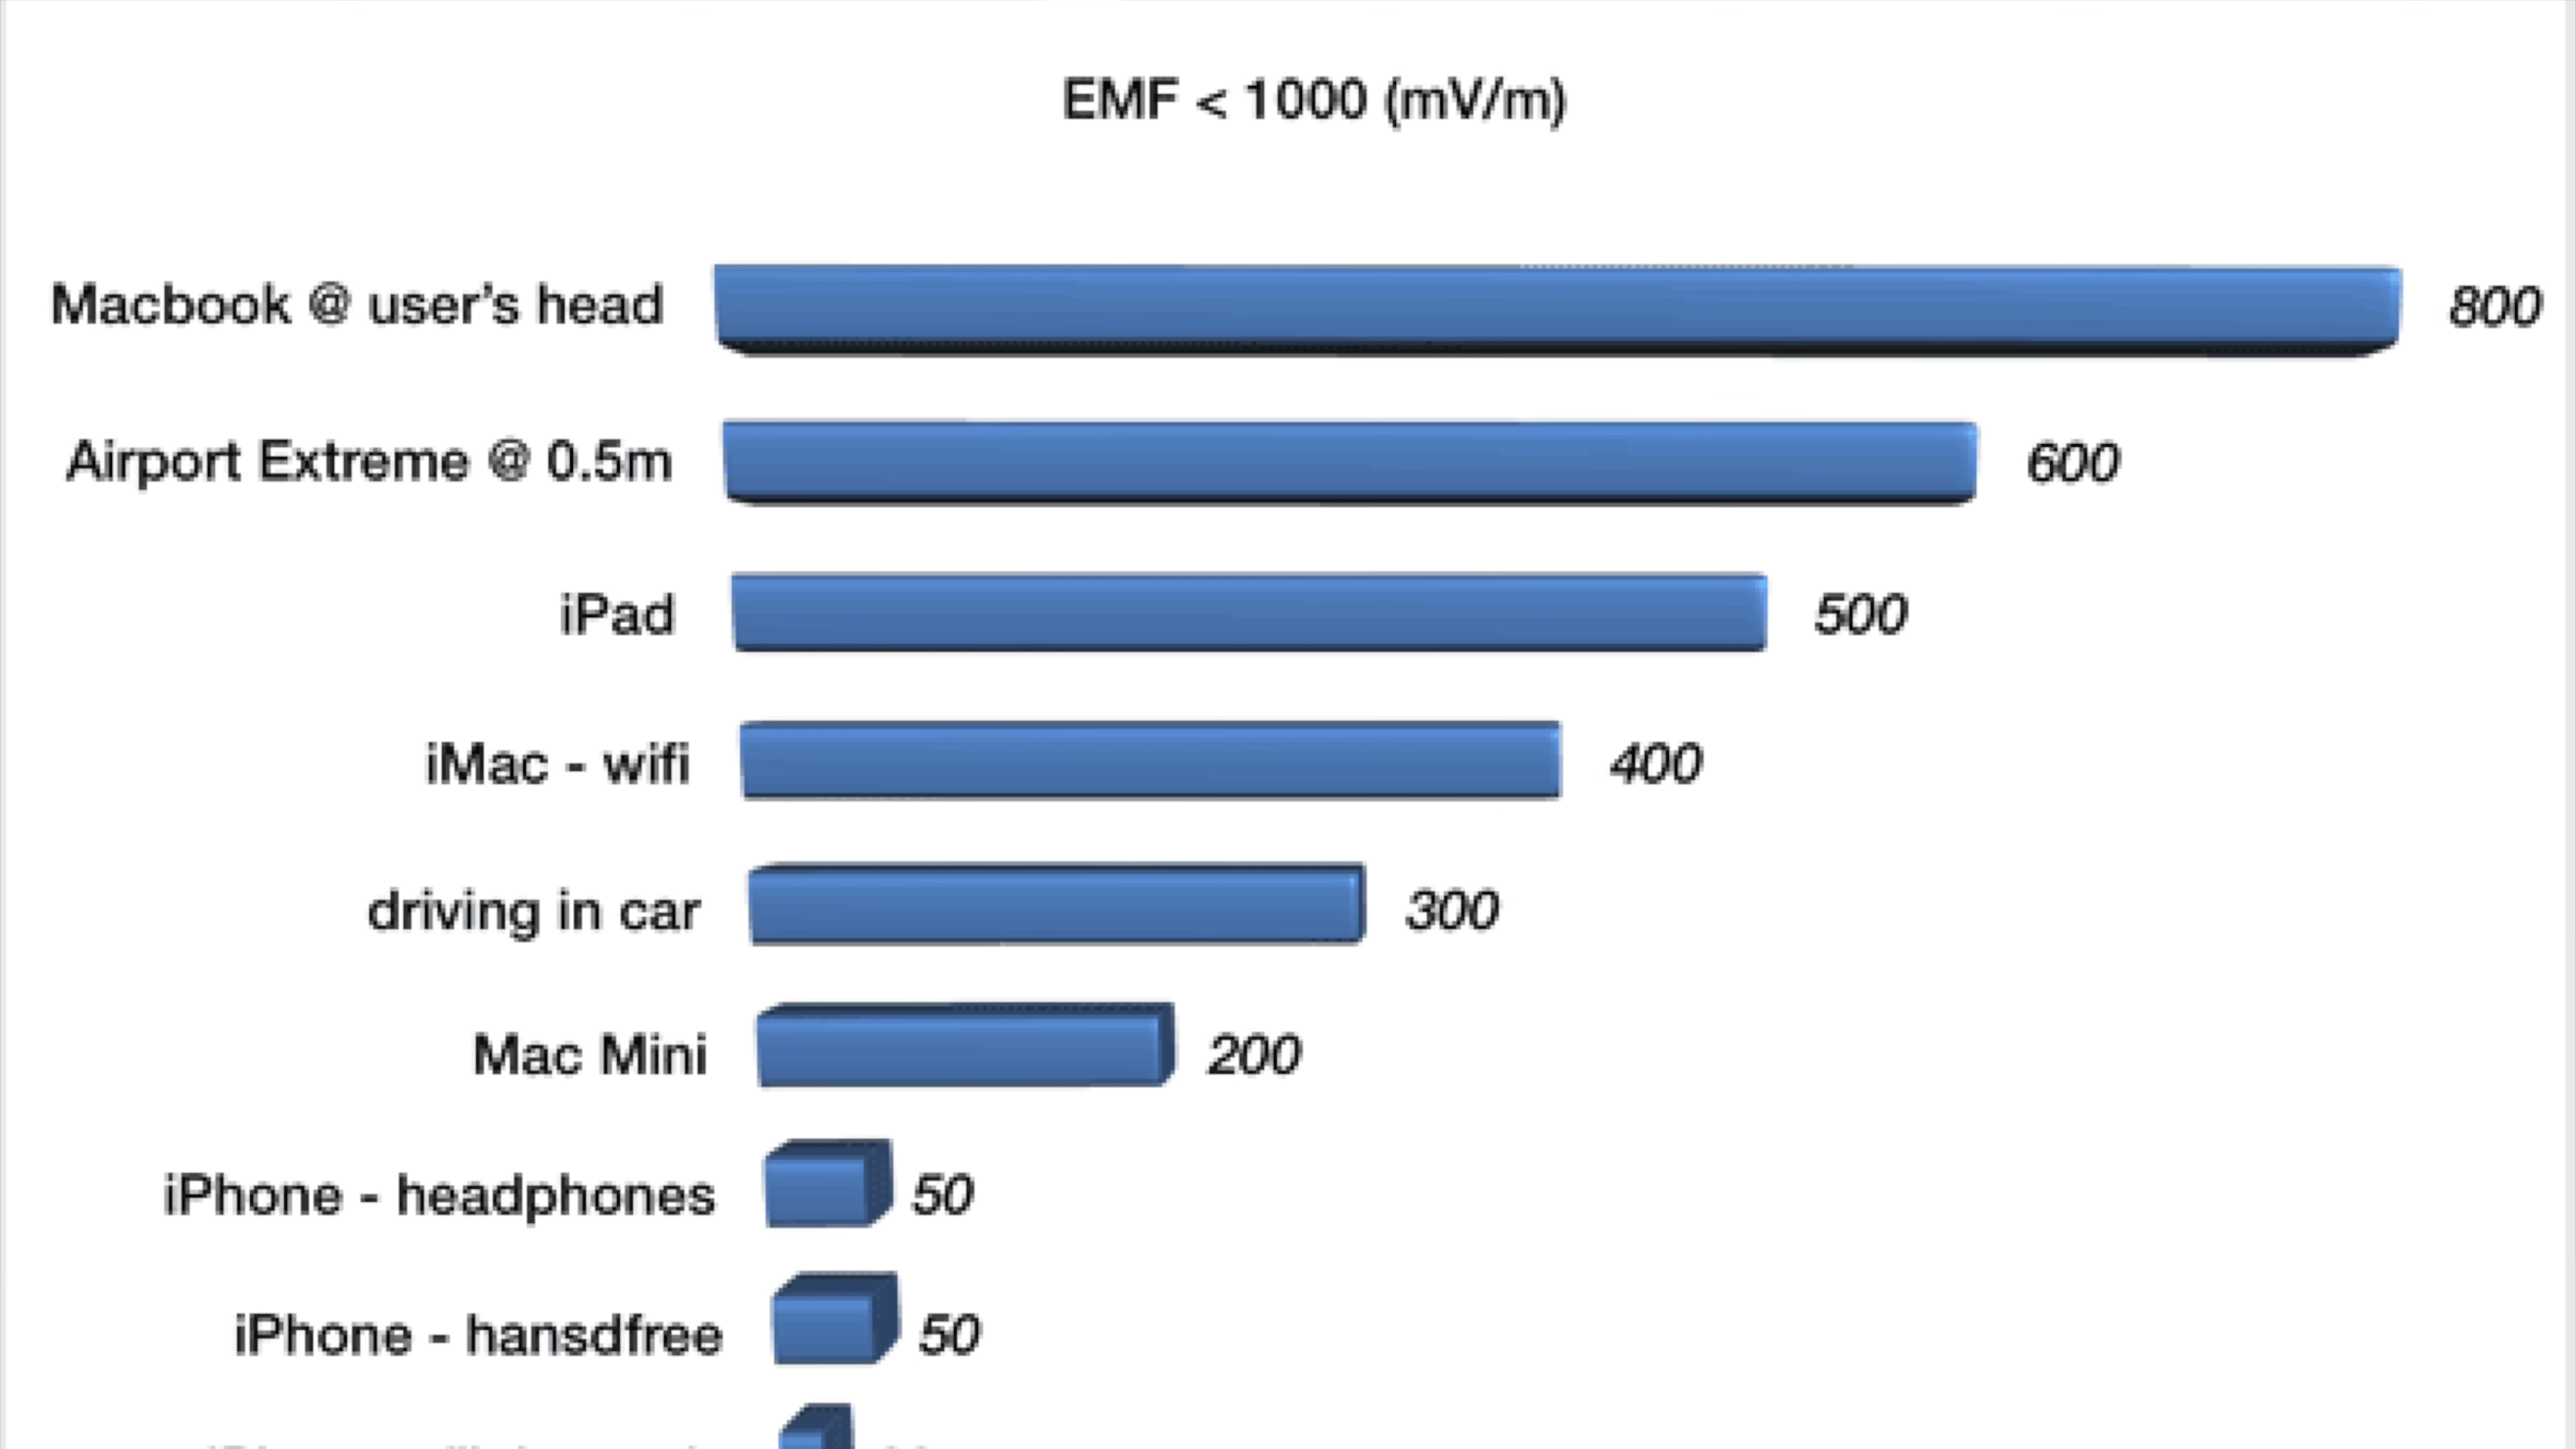 EMF < 1000 (mV/m)
Macbook @ user's head 800
Airport Extreme @ 0.5m 600
iPad 500
iMac - wifi 400
driving in car 300
Mac Mini 200
iPhone - headphones 50
iPhone - hansdfree 50